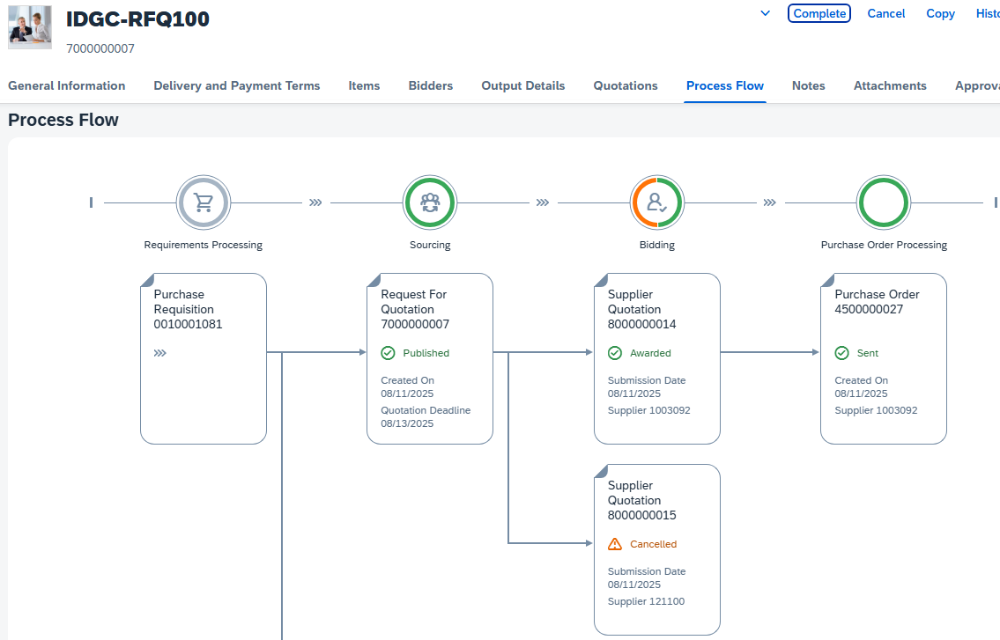 IDGC-RFQ100
7000000007
Complete
Cancel
Copy
General Information
Delivery and Payment Terms
Items
Bidders
Output Details
Quotations
Process Flow
Notes
Attachments
Process Flow
Requirements Processing
Sourcing
Bidding
Purchase Order Processing
Purchase
Requisition
0010001081
Request For
Quotation
7000000007
Published
Created On
08/11/2025
Quotation Deadline
08/13/2025
Supplier
Quotation
8000000014
Awarded
Submission Date
08/11/2025
Supplier 1003092
Purchase Order
4500000027
Sent
Created On
08/11/2025
Supplier 1003092
Supplier
Quotation
8000000015
Cancelled
Submission Date
08/11/2025
Supplier 121100